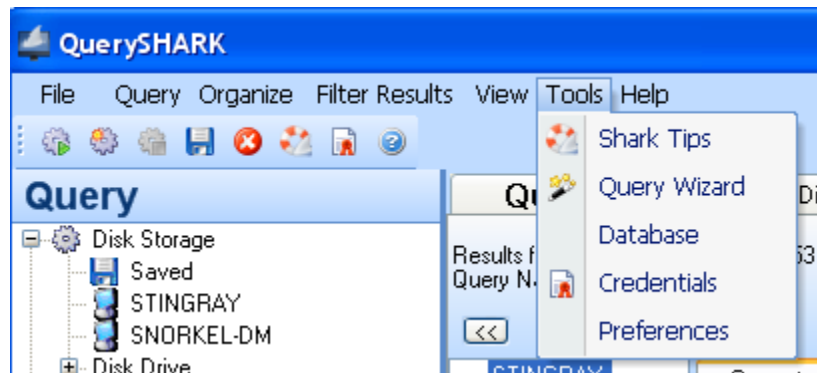 QuerySHARK
File Query Organize Filter Results View Tools Help
Shark Tips
Query Wizard
Database
Credentials
Preferences
Query
Disk Storage
Saved
STINGRAY
SNORKEL-DM
Disk Drive
Results
Query
<<
STINGRAY